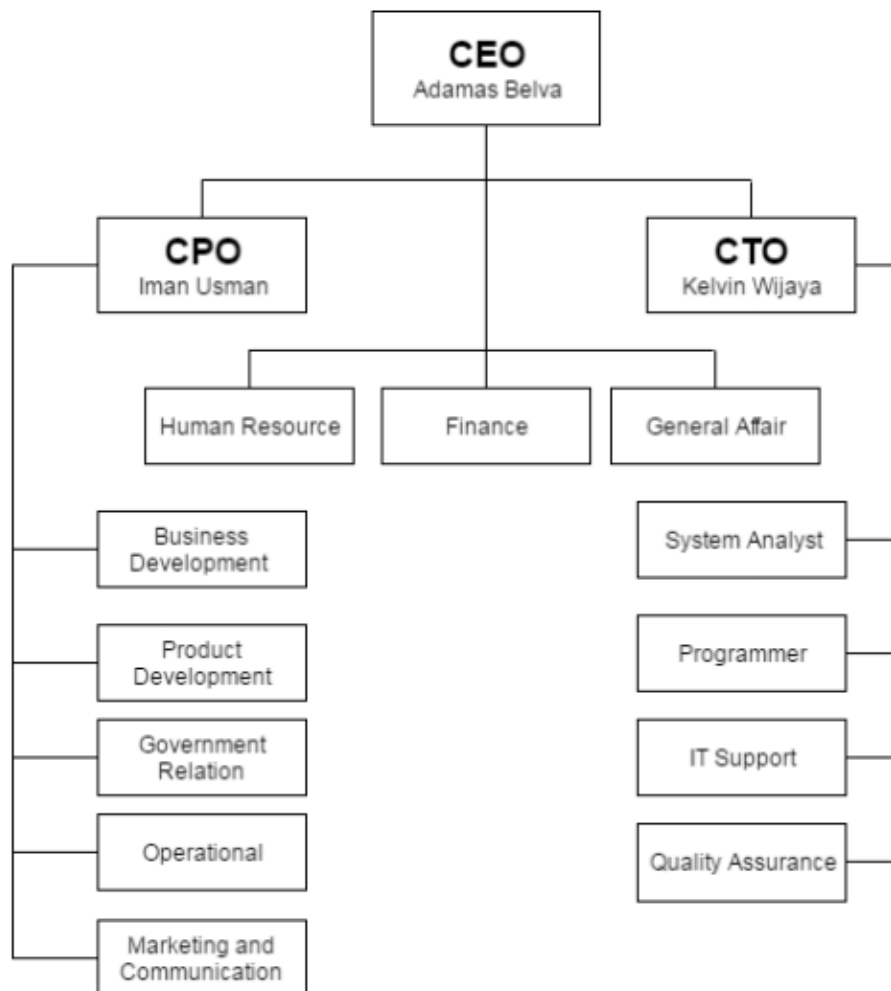 CEO
Adamas Belva
CPO
Iman Usman
CTO
Kelvin Wijaya
Human Resource
Finance
General Affair
Business
Development
Product
Development
Government
Relation
Operational
Marketing and
Communication
System Analyst
Programmer
IT Support
Quality Assurance